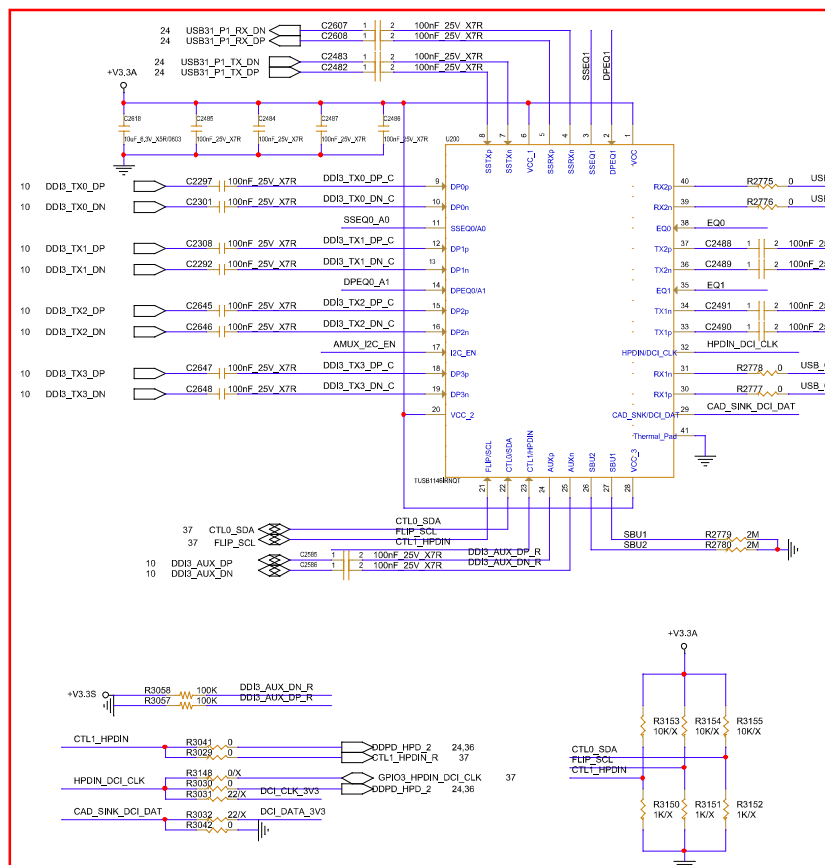 24 USB31_P1_RX_DN C2607 1 2 100nF_25V_X7R
24 USB31_P1_RX_DP C2608 1 2 100nF_25V_X7R
24 USB31_P1_TX_DN C2483 1 2 100nF_25V_X7R
24 USB31_P1_TX_DP C2482 1 2 100nF_25V_X7R
SSEQ1
DPEQ1
+V3.3A
C2618 C2485 C2484 C2487 C2486
10uF_6.3V_X5R/0603 100nF_25V_X7R 100nF_25V_X7R 100nF_25V_X7R 100nF_25V_X7R
U200
8 7 6 5 4 3 2 1
SSTXp SSTXn VCC_1 SSRXp SSRXn SSEQ1 DPEQ1 VCC
10 DDI3_TX0_DP C2297 100nF_25V_X7R DDI3_TX0_DP_C 9 DP0p
RX2p 40 R2775 0 USB
10 DDI3_TX0_DN C2301 100nF_25V_X7R DDI3_TX0_DN_C 10 DP0n
RX2n 39 R2776 0 USB
SSEQ0_A0 11 SSEQ0/A0
EQ0 38 EQ0
10 DDI3_TX1_DP C2308 100nF_25V_X7R DDI3_TX1_DP_C 12 DP1p
TX2p 37 C2488 1 2 100nF_2
10 DDI3_TX1_DN C2292 100nF_25V_X7R DDI3_TX1_DN_C 13 DP1n
TX2n 36 C2489 1 2 100nF_2
DPEQ0_A1 14 DPEQ0/A1
EQ1 35 EQ1
10 DDI3_TX2_DP C2645 100nF_25V_X7R DDI3_TX2_DP_C 15 DP2p
TX1n 34 C2491 1 2 100nF_2
10 DDI3_TX2_DN C2646 100nF_25V_X7R DDI3_TX2_DN_C 16 DP2n
TX1p 33 C2490 1 2 100nF_2
AMUX_I2C_EN 17 I2C_EN
HPDIN/DCI_CLK 32 HPDIN_DCI_CLK
10 DDI3_TX3_DP C2647 100nF_25V_X7R DDI3_TX3_DP_C 18 DP3p
RX1n 31 R2778 0 USB_
10 DDI3_TX3_DN C2648 100nF_25V_X7R DDI3_TX3_DN_C 19 DP3n
RX1p 30 R2777 0 USB_
20 VCC_2
CAD_SNK/DCI_DAT 29 CAD_SINK_DCI_DAT
Thermal_Pad 41
FLIP/SCL CTL0/SDA CTL1/HPDIN AUXp AUXn SBU2 SBU1 VCC_3
TUSB1146IRNQT
21 22 23 24 25 26 27 28
37 CTL0_SDA CTL0_SDA
37 FLIP_SCL FLIP_SCL
CTL1_HPDIN
10 DDI3_AUX_DP C2585 1 2 100nF_25V_X7R DDI3_AUX_DP_R
10 DDI3_AUX_DN C2586 1 2 100nF_25V_X7R DDI3_AUX_DN_R
SBU1 R2779 2M
SBU2 R2780 2M
+V3.3S R3058 100K DDI3_AUX_DN_R
R3057 100K DDI3_AUX_DP_R
CTL1_HPDIN R3041 0 DDPD_HPD_2 24,36
R3029 0 CTL1_HPDIN_R 37
HPDIN_DCI_CLK R3148 0/X GPIO3_HPDIN_DCI_CLK 37
R3030 0 DDPD_HPD_2 24,36
R3031 22/X DCI_CLK_3V3
CAD_SINK_DCI_DAT R3032 22/X DCI_DATA_3V3
R3042 0
+V3.3A
R3153 R3154 R3155
10K/X 10K/X 10K/X
CTL0_SDA
FLIP_SCL
CTL1_HPDIN
R3150 R3151 R3152
1K/X 1K/X 1K/X